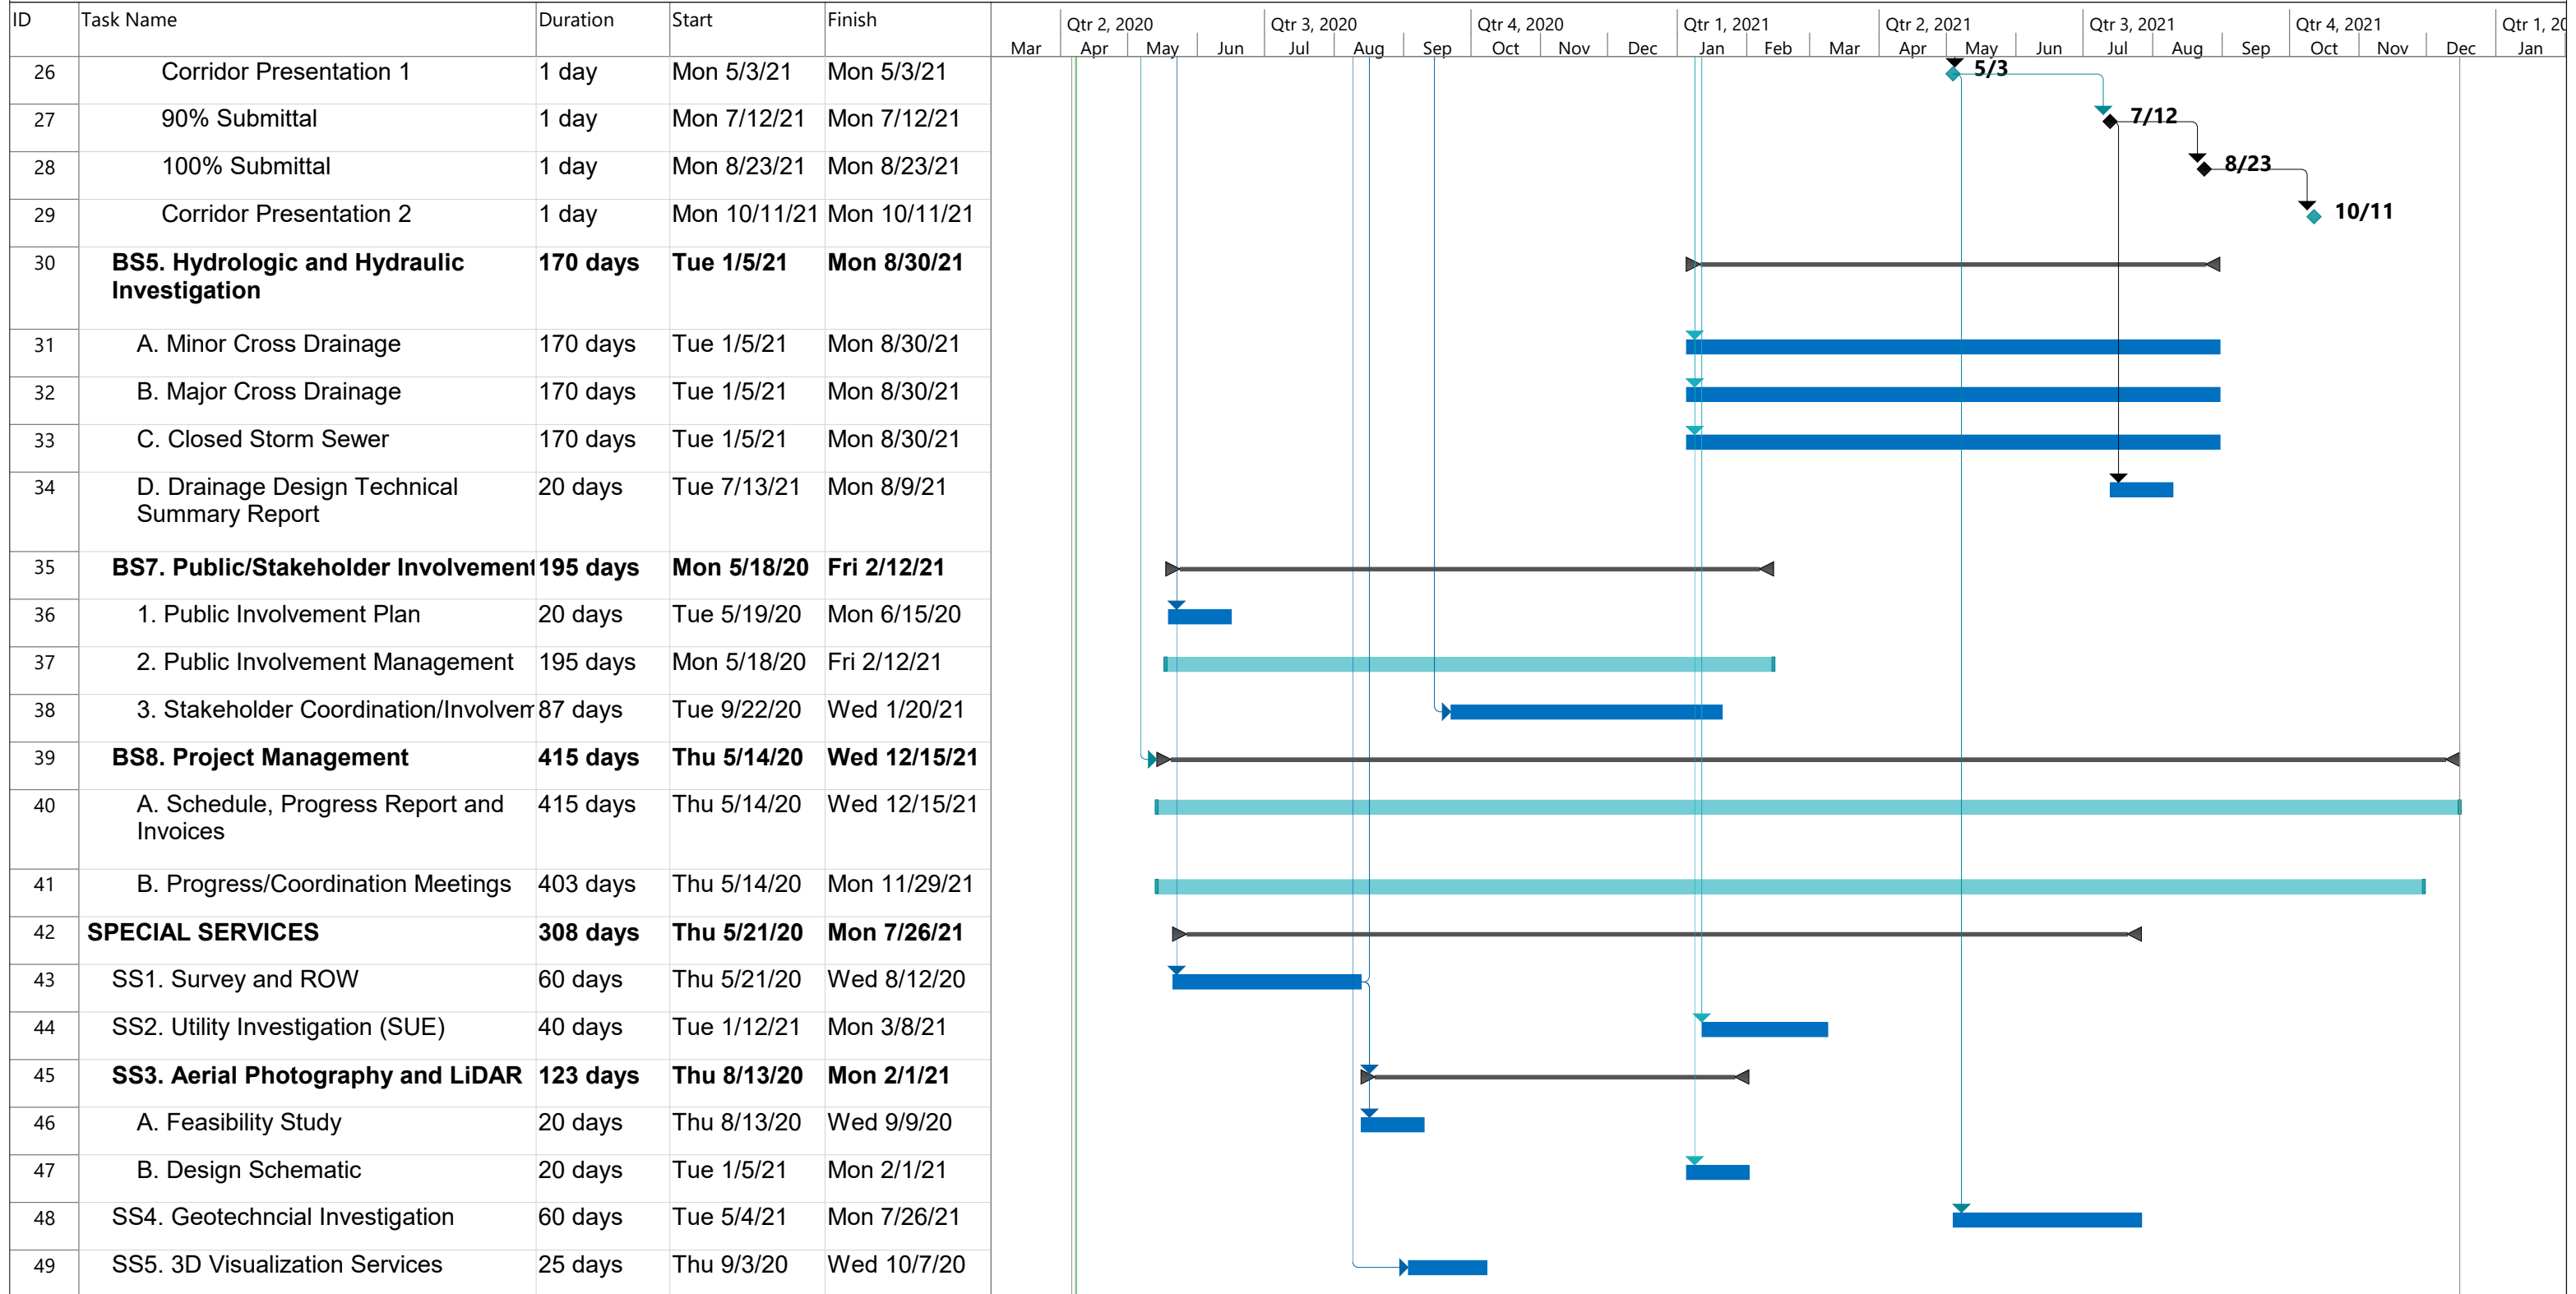 ID Task Name Duration Start Finish
Qtr 2, 2020 Qtr 3, 2020 Qtr 4, 2020 Qtr 1, 2021 Qtr 2, 2021 Qtr 3, 2021 Qtr 4, 2021 Qtr 1, 20
Mar Apr May Jun Jul Aug Sep Oct Nov Dec Jan Feb Mar Apr May Jun Jul Aug Sep Oct Nov Dec Jan
26 Corridor Presentation 1 1 day Mon 5/3/21 Mon 5/3/21 5/3
27 90% Submittal 1 day Mon 7/12/21 Mon 7/12/21 7/12
28 100% Submittal 1 day Mon 8/23/21 Mon 8/23/21 8/23
29 Corridor Presentation 2 1 day Mon 10/11/21 Mon 10/11/21 10/11
30 BS5. Hydrologic and Hydraulic 170 days Tue 1/5/21 Mon 8/30/21
Investigation
31 A. Minor Cross Drainage 170 days Tue 1/5/21 Mon 8/30/21
32 B. Major Cross Drainage 170 days Tue 1/5/21 Mon 8/30/21
33 C. Closed Storm Sewer 170 days Tue 1/5/21 Mon 8/30/21
34 D. Drainage Design Technical 20 days Tue 7/13/21 Mon 8/9/21
Summary Report
35 BS7. Public/Stakeholder Involvement 195 days Mon 5/18/20 Fri 2/12/21
36 1. Public Involvement Plan 20 days Tue 5/19/20 Mon 6/15/20
37 2. Public Involvement Management 195 days Mon 5/18/20 Fri 2/12/21
38 3. Stakeholder Coordination/Involvem 87 days Tue 9/22/20 Wed 1/20/21
39 BS8. Project Management 415 days Thu 5/14/20 Wed 12/15/21
40 A. Schedule, Progress Report and 415 days Thu 5/14/20 Wed 12/15/21
Invoices
41 B. Progress/Coordination Meetings 403 days Thu 5/14/20 Mon 11/29/21
42 SPECIAL SERVICES 308 days Thu 5/21/20 Mon 7/26/21
43 SS1. Survey and ROW 60 days Thu 5/21/20 Wed 8/12/20
44 SS2. Utility Investigation (SUE) 40 days Tue 1/12/21 Mon 3/8/21
45 SS3. Aerial Photography and LiDAR 123 days Thu 8/13/20 Mon 2/1/21
46 A. Feasibility Study 20 days Thu 8/13/20 Wed 9/9/20
47 B. Design Schematic 20 days Tue 1/5/21 Mon 2/1/21
48 SS4. Geotechncial Investigation 60 days Tue 5/4/21 Mon 7/26/21
49 SS5. 3D Visualization Services 25 days Thu 9/3/20 Wed 10/7/20